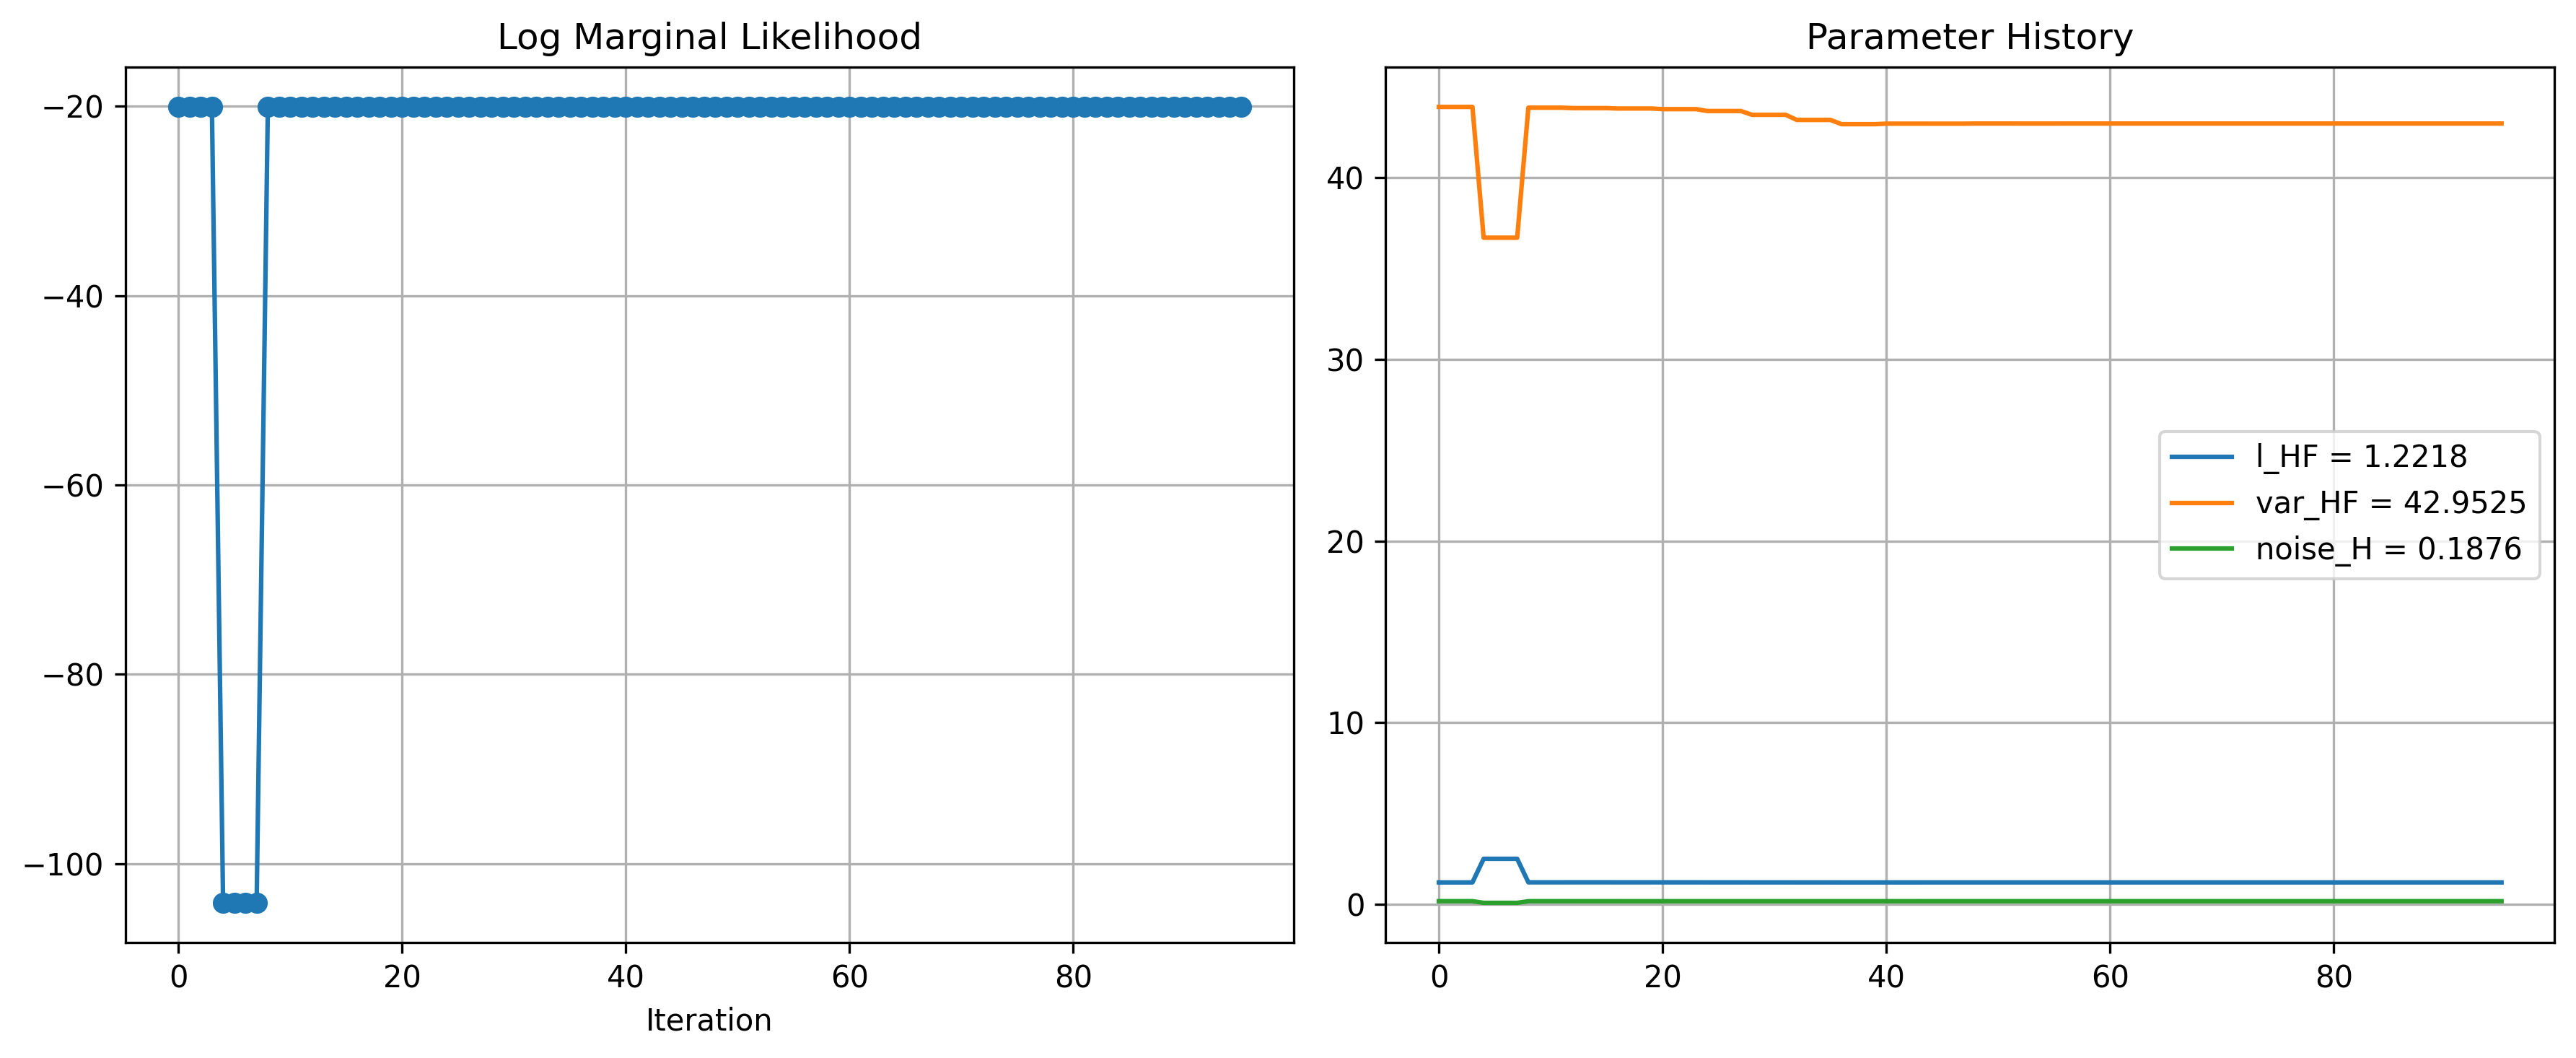 Log Marginal Likelihood
−20
−40
−60
−80
−100
0 20 40 60 80
Iteration
Parameter History
40
30
20
10
0
0 20 40 60 80
l_HF = 1.2218
var_HF = 42.9525
noise_H = 0.1876